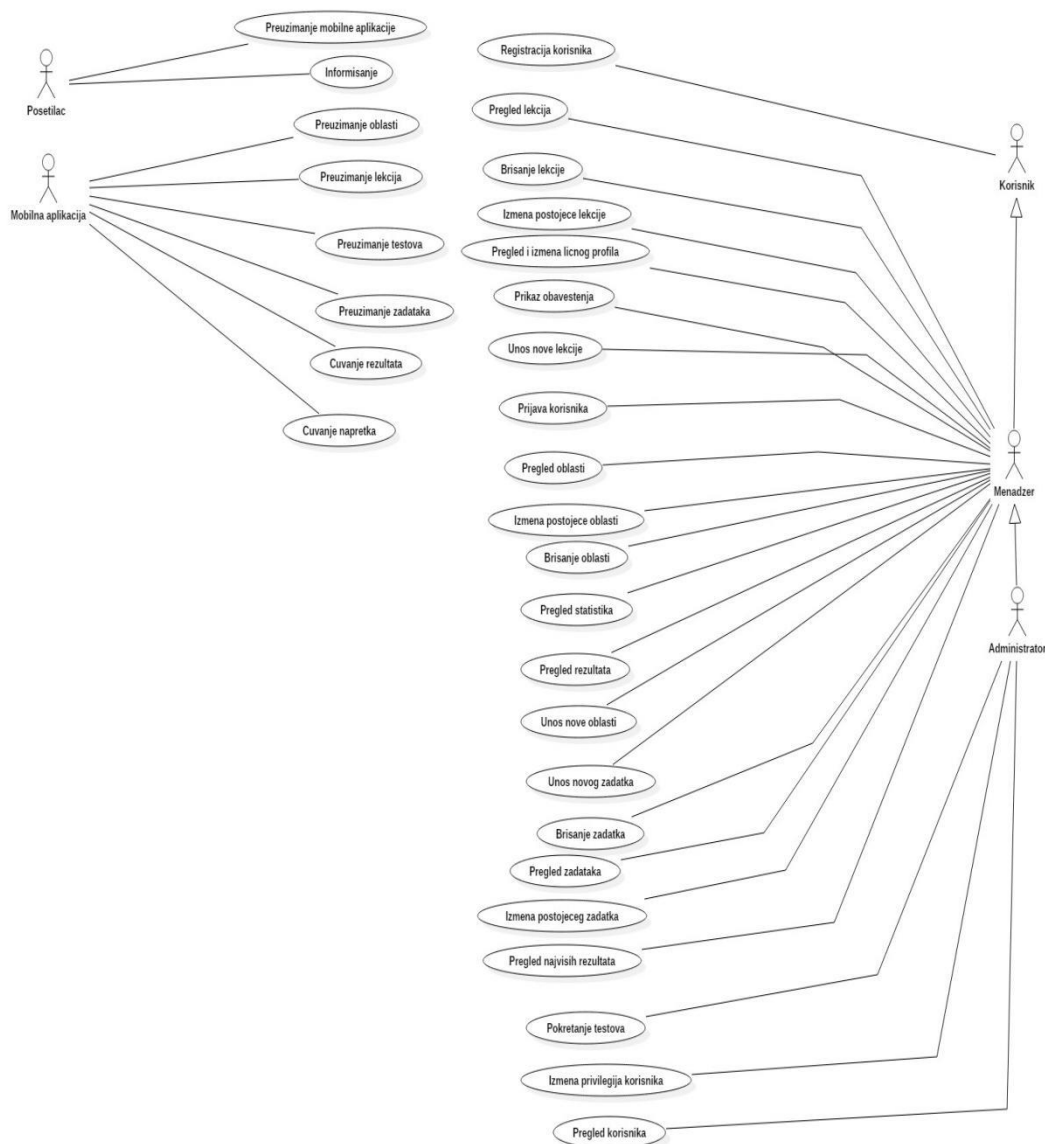 Preuzimanje mobilne aplikacije
Informisanje
Posetilac
Preuzimanje oblasti
Preuzimanje lekcija
Mobilna aplikacija
Preuzimanje testova
Preuzimanje zadataka
Cuvanje rezultata
Cuvanje napretka
Registracija korisnika
Pregled lekcija
Brisanje lekcije
Izmena postojece lekcije
Pregled i izmena licnog profila
Prikaz obavestenja
Unos nove lekcije
Prijava korisnika
Pregled oblasti
Izmena postojece oblasti
Brisanje oblasti
Pregled statistika
Pregled rezultata
Unos nove oblasti
Unos novog zadatka
Brisanje zadatka
Pregled zadataka
Izmena postojeceg zadatka
Pregled najvisih rezultata
Pokretanje testova
Izmena privilegija korisnika
Pregled korisnika
Korisnik
Menadzer
Administrator